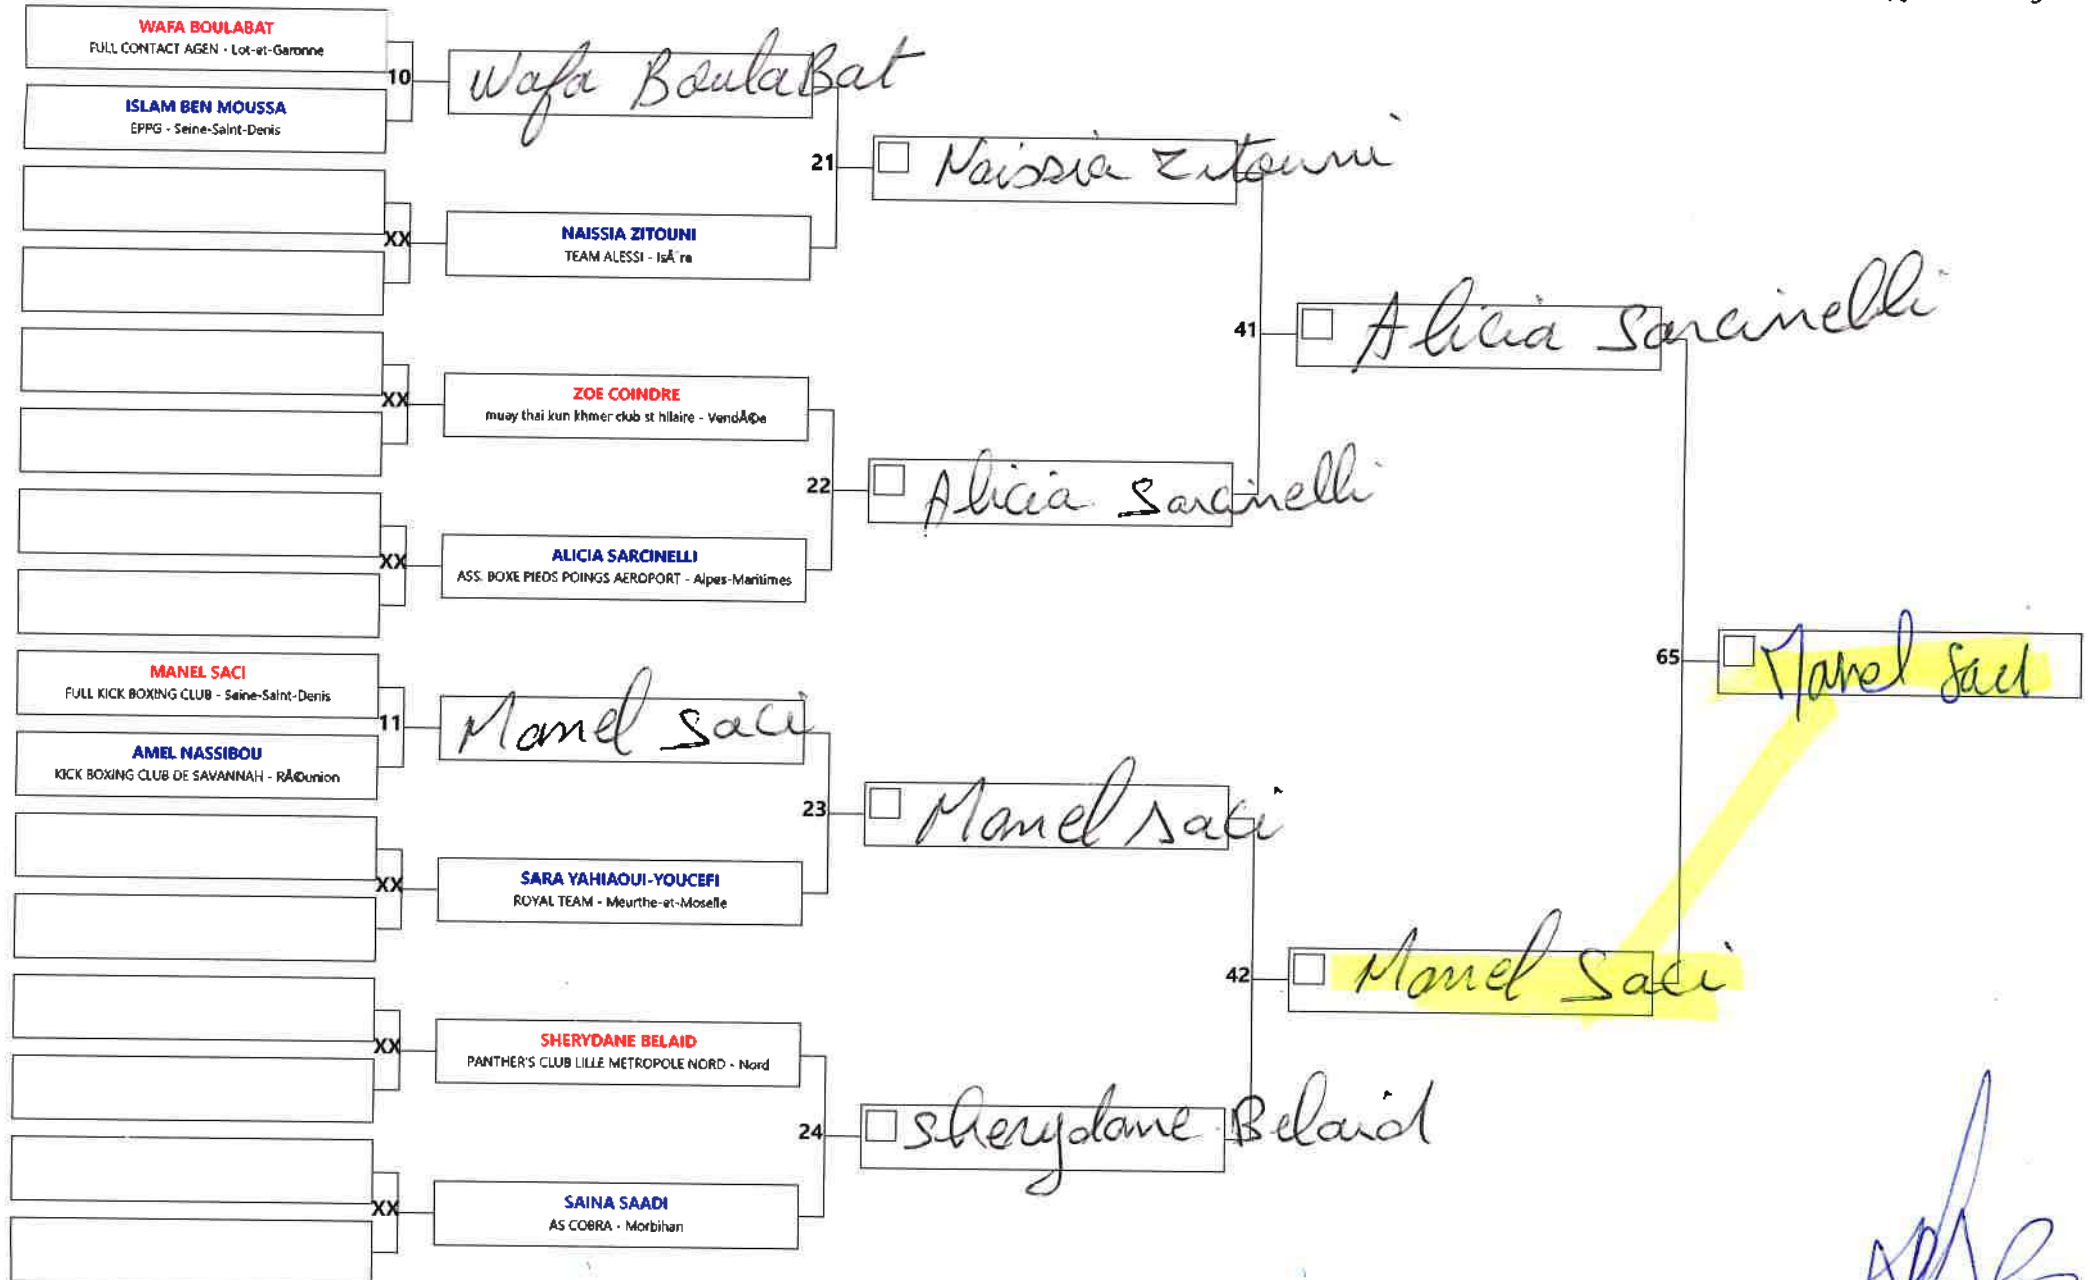 WAFA BOULABAT
FULL CONTACT AGEN - Lot-et-Garonne
10
Wafa BoulaBat
ISLAM BEN MOUSSA
EPPG - Seine-Saint-Denis
21
Naissia Zitouni
XX
NAISSIA ZITOUNI
TEAM ALESSI - IsÃ¨re
41
Alicia Sarcinelli
XX
ZOE COINDRE
muay thai kun khmer club st hilaire - VendÃ©e
22
Alicia Sarcinelli
XX
ALICIA SARCINELLI
ASS. BOXE PIEDS POINGS AEROPORT - Alpes-Maritimes
65
Manel Saci
MANEL SACI
FULL KICK BOXING CLUB - Seine-Saint-Denis
11
Manel Saci
AMEL NASSIBOU
KICK BOXING CLUB DE SAVANNAH - RÃ©union
23
Manel Saci
XX
SARA YAHIAOUI-YOUCEFI
ROYAL TEAM - Meurthe-et-Moselle
42
Manel Saci
XX
SHERYDANE BELAID
PANTHER'S CLUB LILLE METROPOLE NORD - Nord
24
Sherydane Belaid
XX
SAINA SAADI
AS COBRA - Morbihan